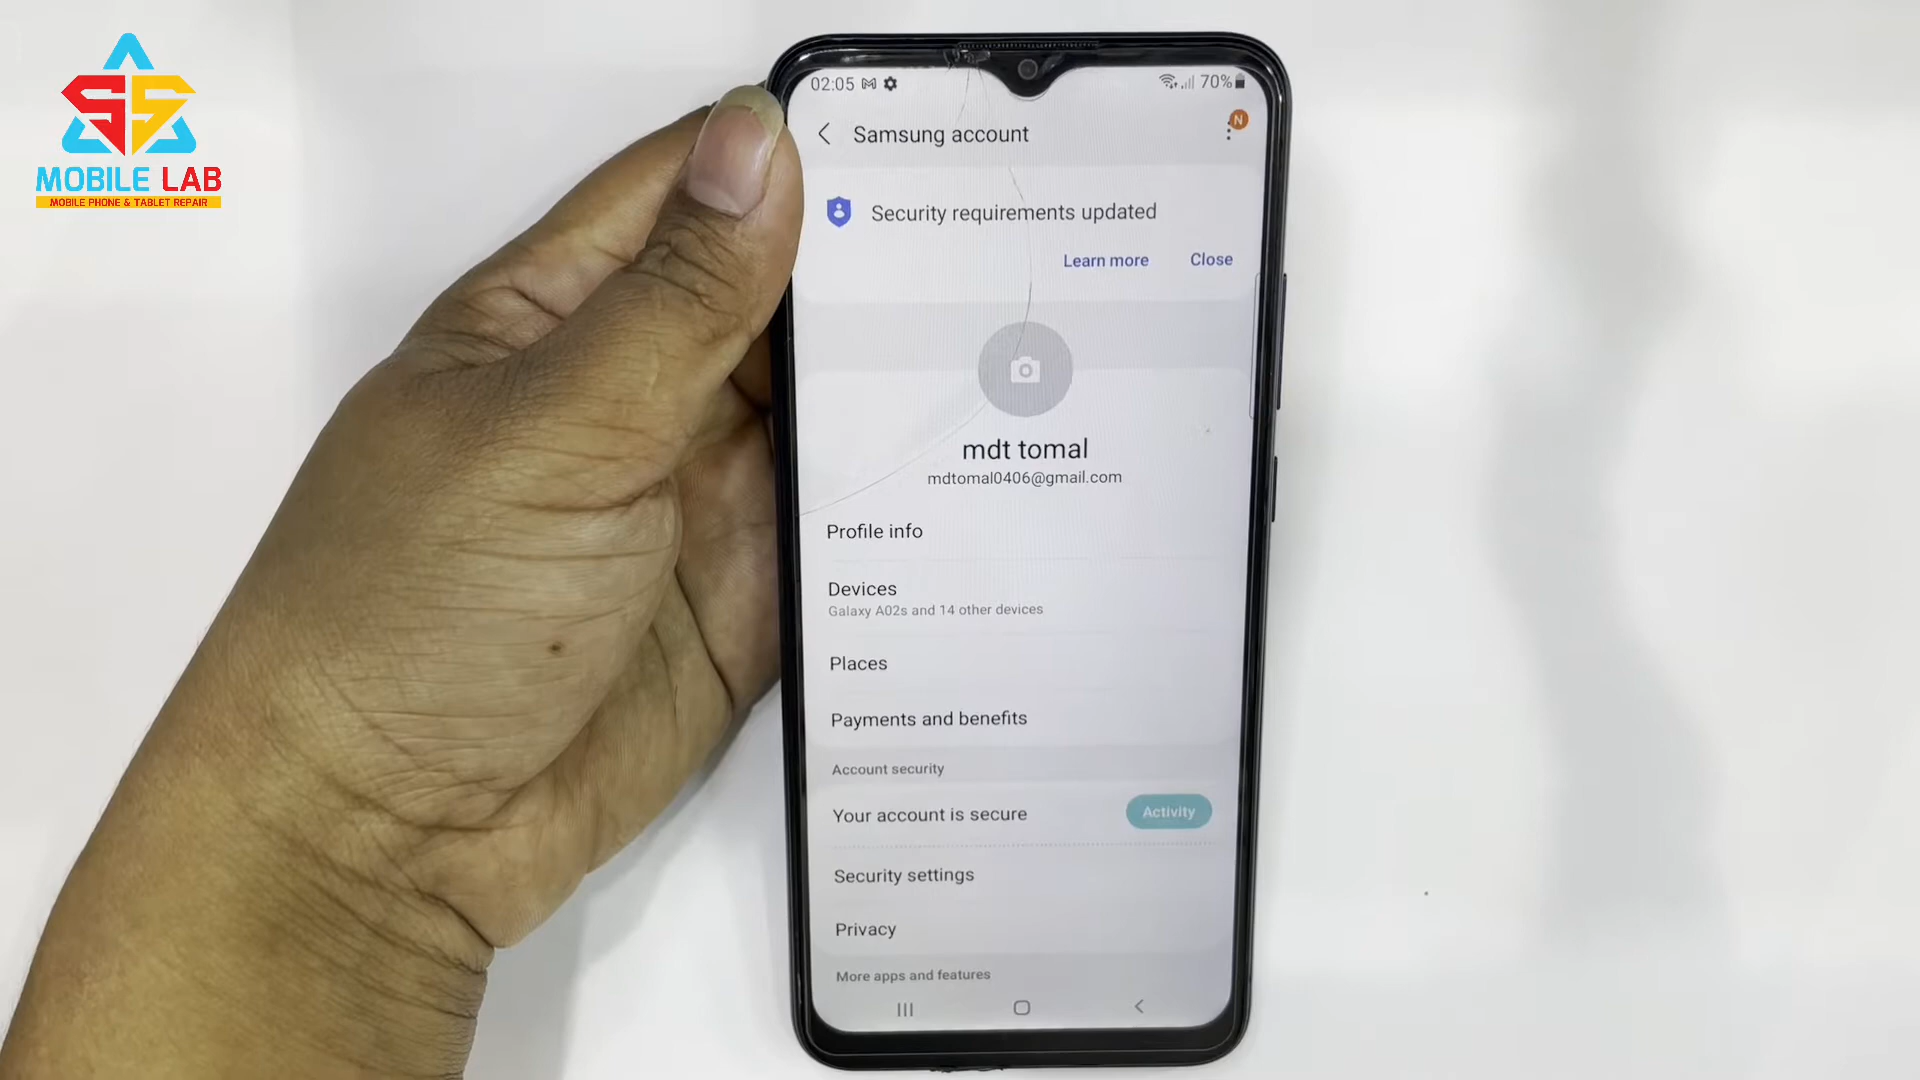 SS
MOBILE LAB
MOBILE PHONE & TABLET REPAIR
02:05 70%
Samsung account
N
Security requirements updated
Learn more Close
mdt tomal
mdtomal0406@gmail.com
Profile info
Devices
Galaxy A02s and 14 other devices
Places
Payments and benefits
Account security
Your account is secure Activity
Security settings
Privacy
More apps and features